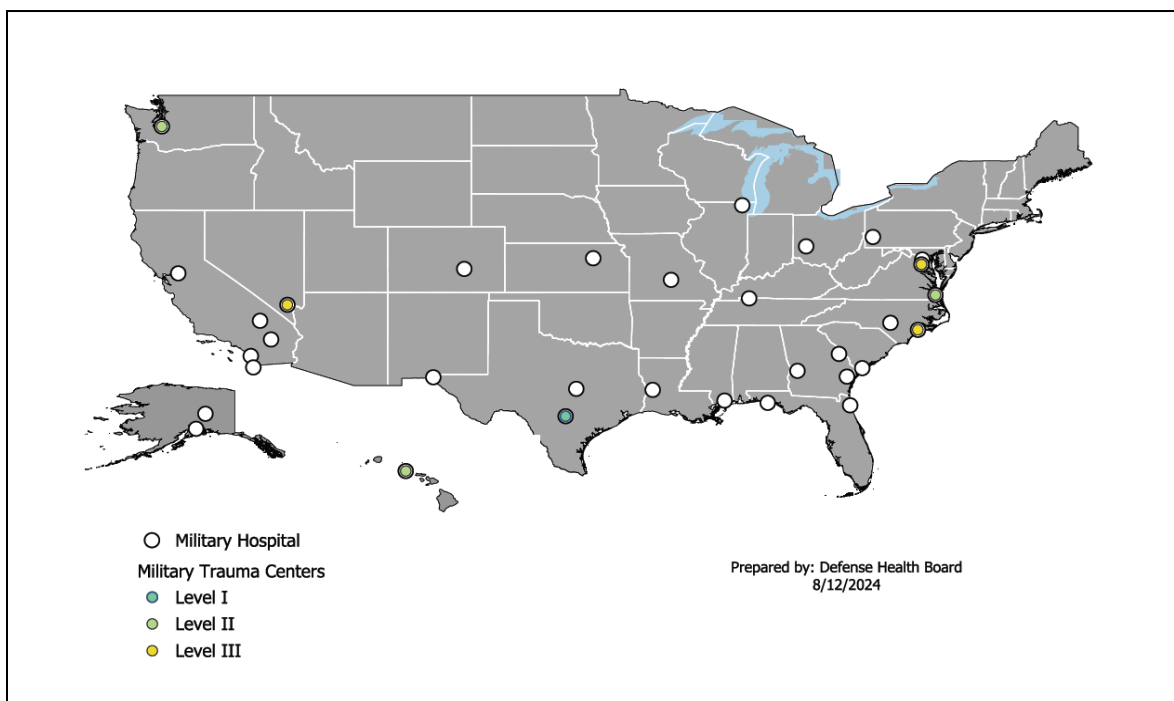 Military Hospital
Military Trauma Centers
Level I
Level II
Level III
Prepared by: Defense Health Board
8/12/2024